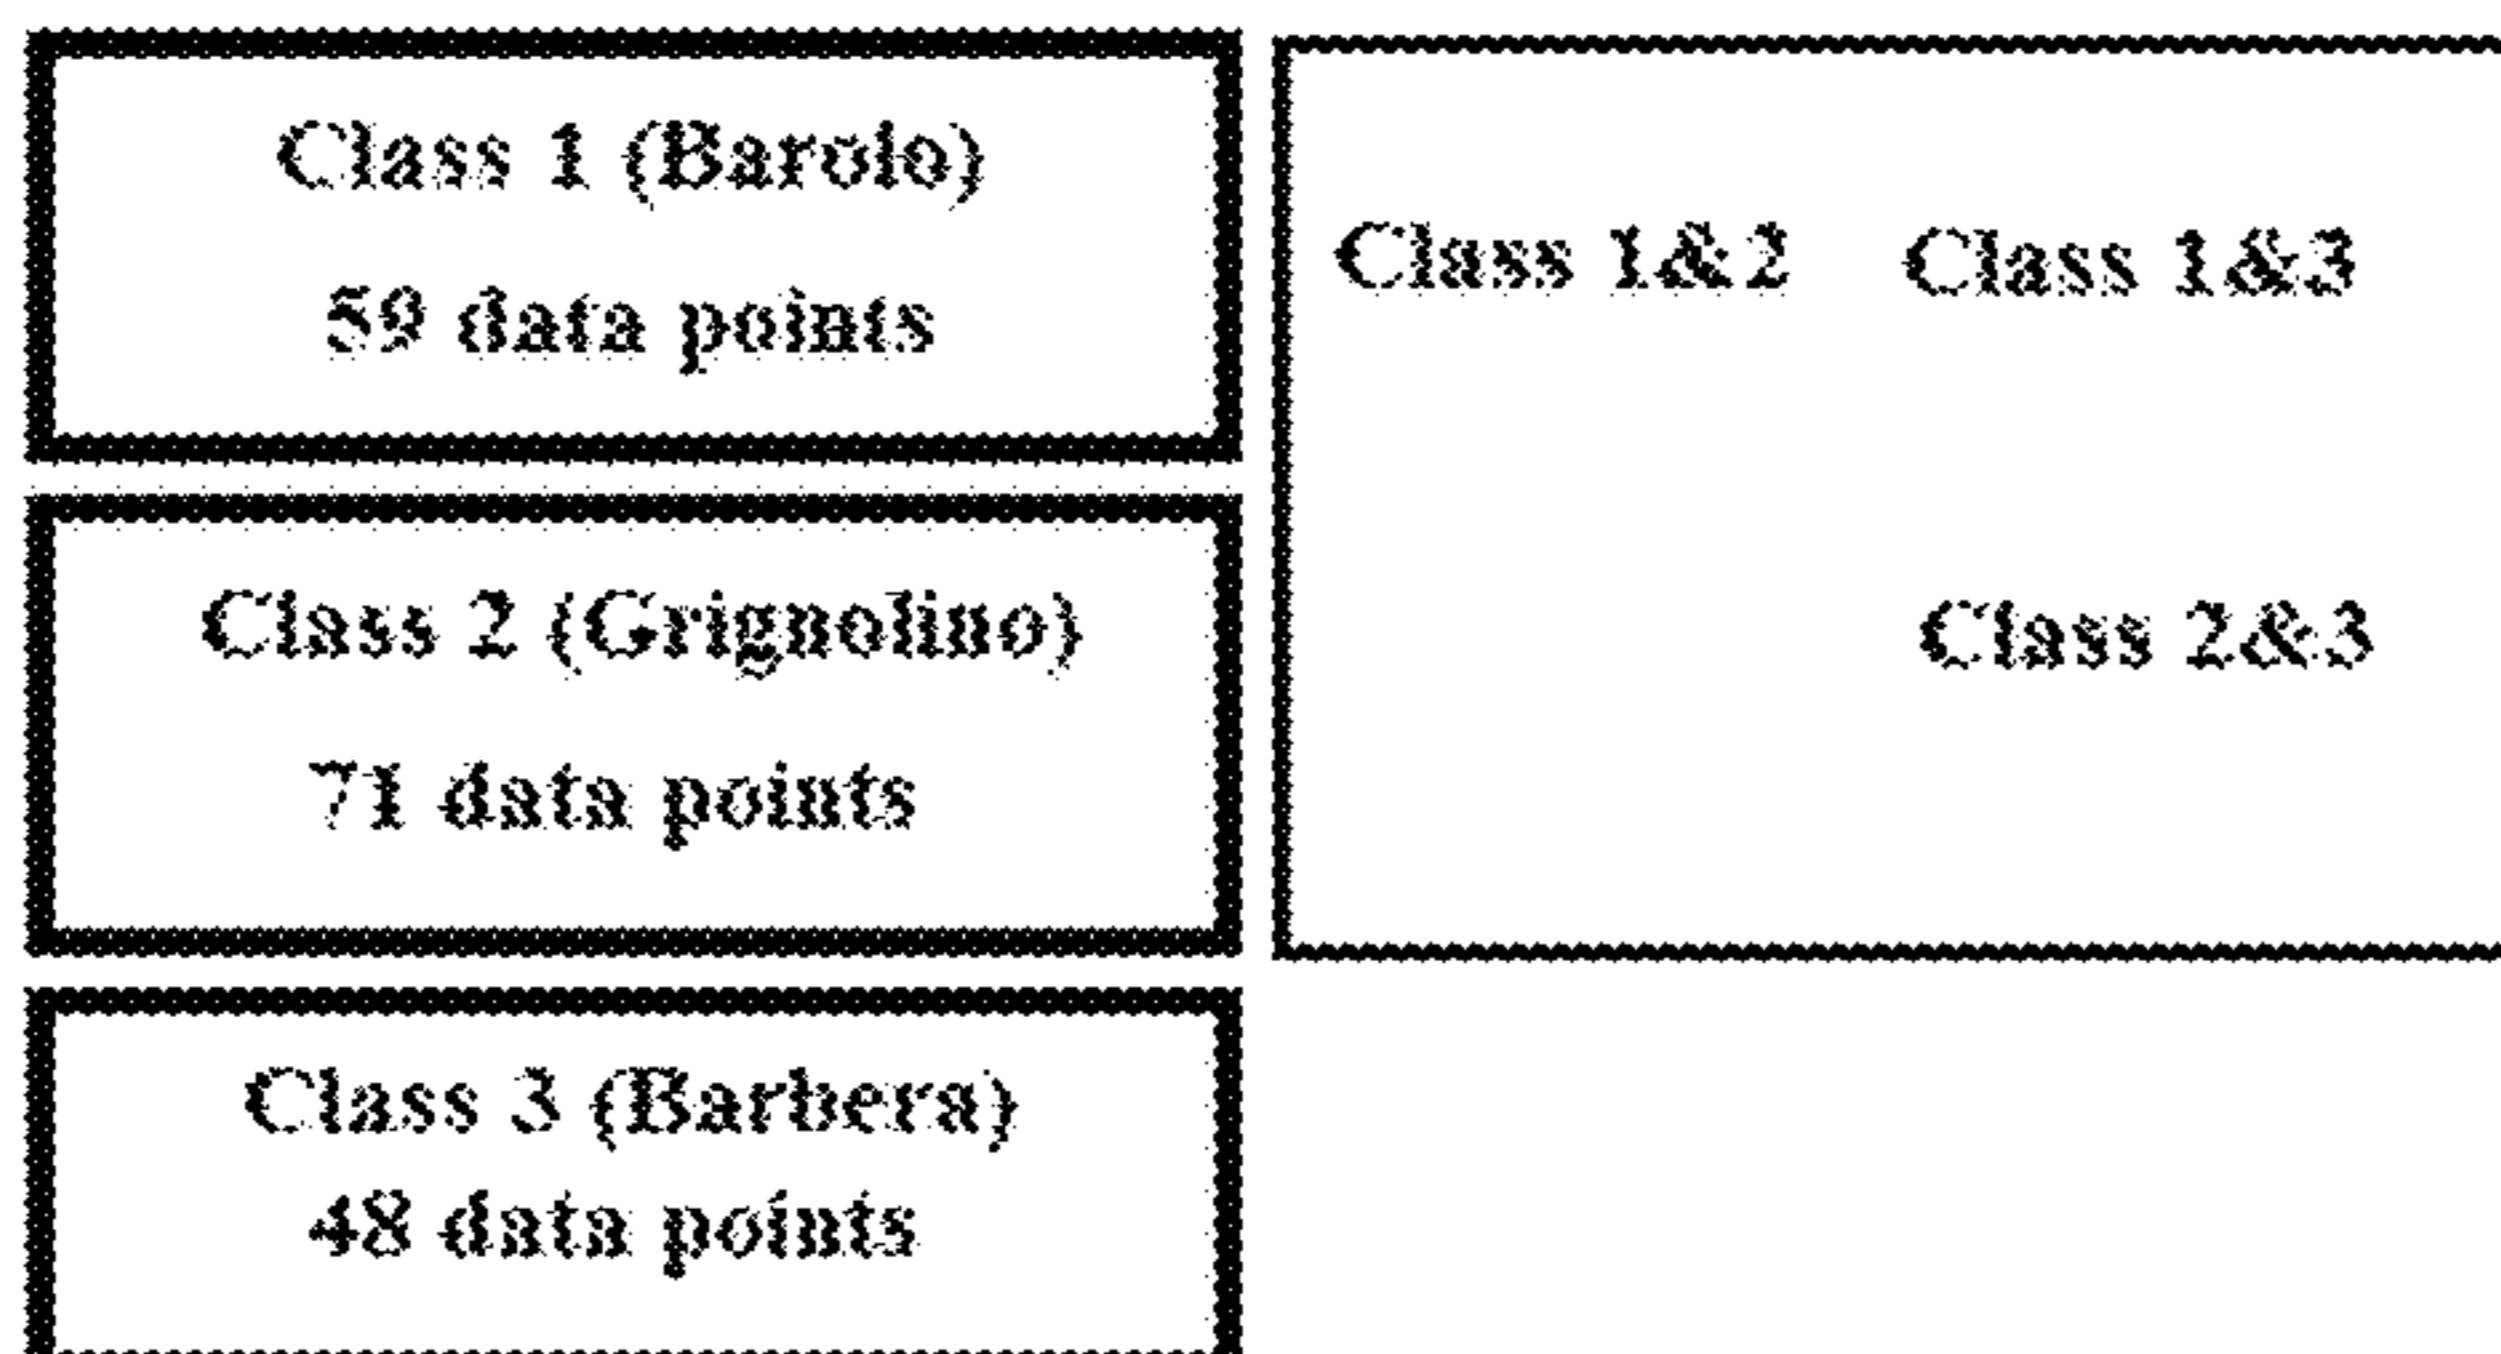 Class 1 (Barolo)
59 data points
Class 2 (Grignolino)
71 data points
Class 3 (Barbera)
48 data points
Class 1&2 Class 1&3
Class 2&3